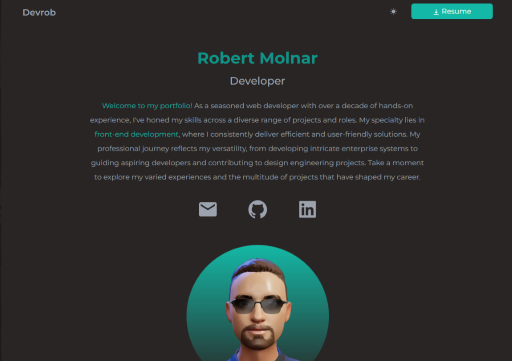 Devrob
Resume
Robert Molnar
Developer
Welcome to my portfolio! As a seasoned web developer with over a decade of hands-on
experience, I've honed my skills across a diverse range of projects and roles. My specialty lies in
front-end development, where I consistently deliver efficient and user-friendly solutions. My
professional journey reflects my versatility, from developing intricate enterprise systems to
guiding aspiring developers and contributing to design engineering projects. Take a moment
to explore my varied experiences and the multitude of projects that have shaped my career.
in